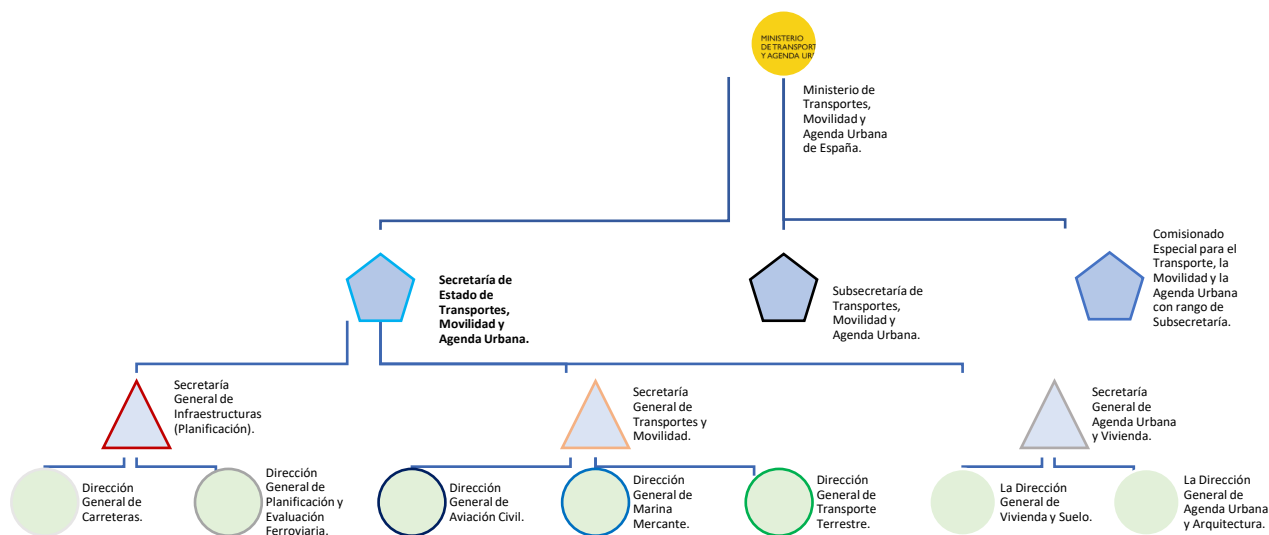 MINISTERIO
DE TRANSPORT
Y AGENDA UR
Ministerio de
Transportes,
Movilidad y
Agenda Urbana
de España.
Secretaría de
Estado de
Transportes,
Movilidad y
Agenda Urbana.
Subsecretaría de
Transportes,
Movilidad y
Agenda Urbana.
Comisionado
Especial para el
Transporte, la
Movilidad y la
Agenda Urbana
con rango de
Subsecretaría.
Secretaría
General de
Infraestructuras
(Planificación).
Secretaría
General de
Transportes y
Movilidad.
Secretaría
General de
Agenda Urbana
y Vivienda.
Dirección
General de
Carreteras.
Dirección
General de
Planificación y
Evaluación
Ferroviaria.
Dirección
General de
Aviación Civil.
Dirección
General de
Marina
Mercante.
Dirección
General de
Transporte
Terrestre.
La Dirección
General de
Vivienda y Suelo.
La Dirección
General de
Agenda Urbana
y Arquitectura.